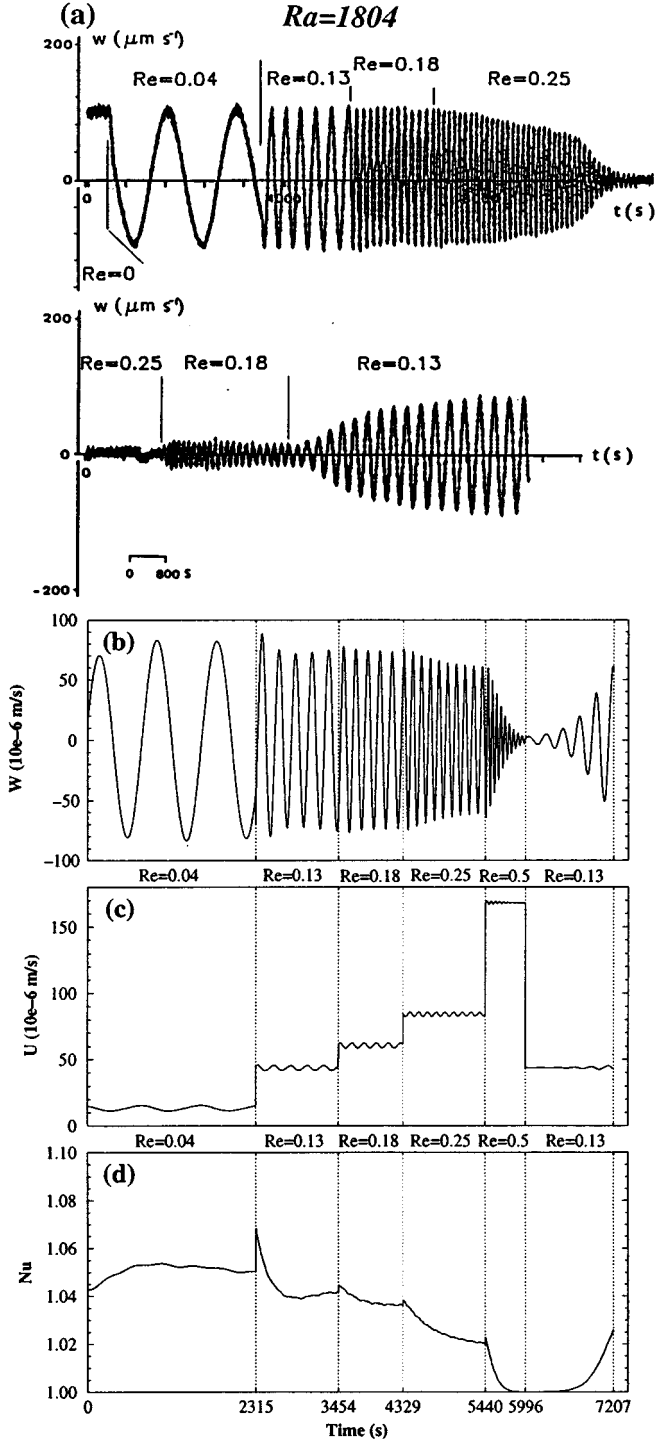 (a) Ra=1804
w (μm s⁻¹)
200
Re=0.04 Re=0.13 Re=0.18 Re=0.25
100
0
0
t(s)
Re=0
w (μm s⁻¹)
200
Re=0.25 Re=0.18 Re=0.13
0
0
t(s)
0 800 S
-200
100
(b)
50
W (10e−6 m/s)
0
−50
−100
Re=0.04 Re=0.13 Re=0.18 Re=0.25 Re=0.5 Re=0.13
(c)
150
U (10e−6 m/s)
100
50
0
Re=0.04 Re=0.13 Re=0.18 Re=0.25 Re=0.5 Re=0.13
1.10
(d)
1.08
1.06
Nu
1.04
1.02
1.00
0 2315 3454 4329 5440 5996 7207
Time (s)